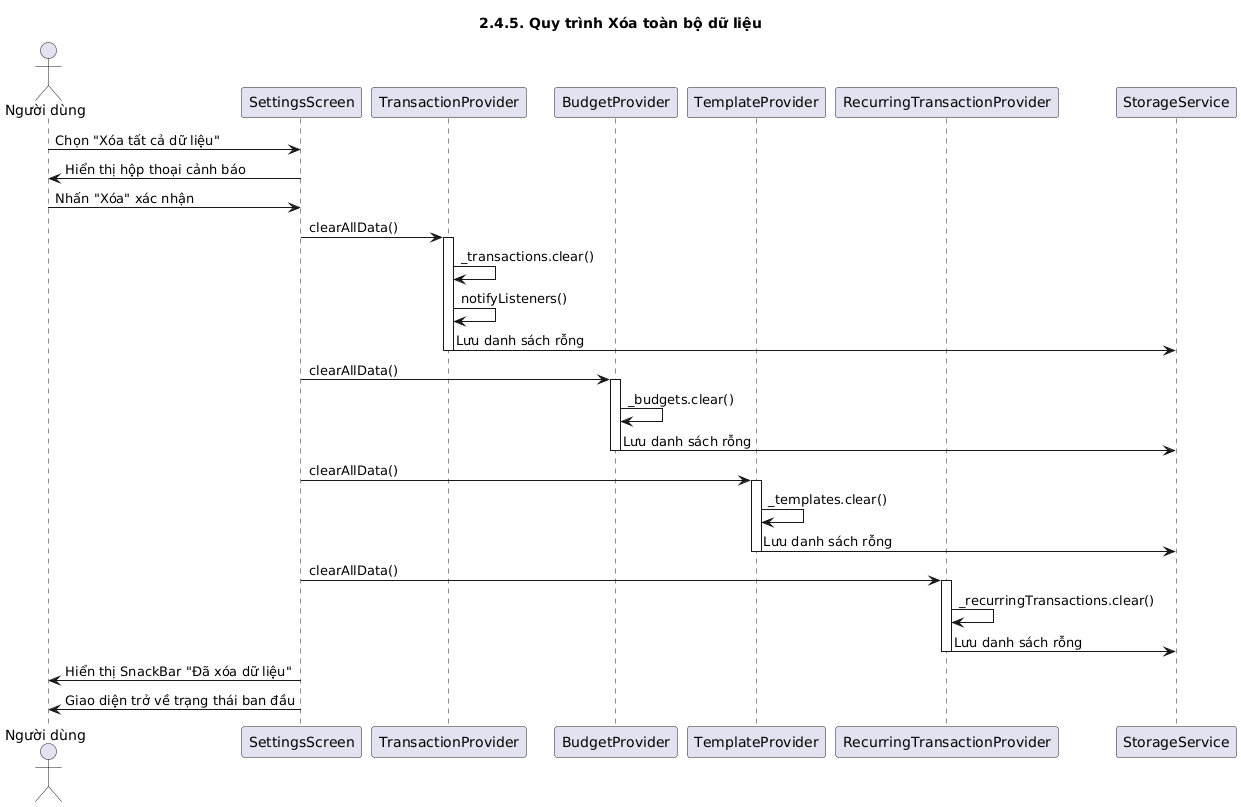 2.4.5. Quy trình Xóa toàn bộ dữ liệu
Người dùng
SettingsScreen
TransactionProvider
BudgetProvider
TemplateProvider
RecurringTransactionProvider
StorageService
Chọn "Xóa tất cả dữ liệu"
Hiển thị hộp thoại cảnh báo
Nhấn "Xóa" xác nhận
clearAllData()
_transactions.clear()
notifyListeners()
Lưu danh sách rỗng
clearAllData()
_budgets.clear()
Lưu danh sách rỗng
clearAllData()
_templates.clear()
Lưu danh sách rỗng
clearAllData()
_recurringTransactions.clear()
Lưu danh sách rỗng
Hiển thị SnackBar "Đã xóa dữ liệu"
Giao diện trở về trạng thái ban đầu
Người dùng
SettingsScreen
TransactionProvider
BudgetProvider
TemplateProvider
RecurringTransactionProvider
StorageService